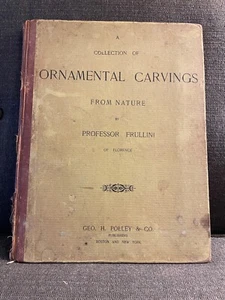 A
COLLECTION OF
ORNAMENTAL CARVINGS
FROM NATURE
BY
PROFESSOR FRULLINI
OF FLORENCE
GEO. H. POLLEY & CO.
PUBLISHERS
BOSTON AND NEW YORK